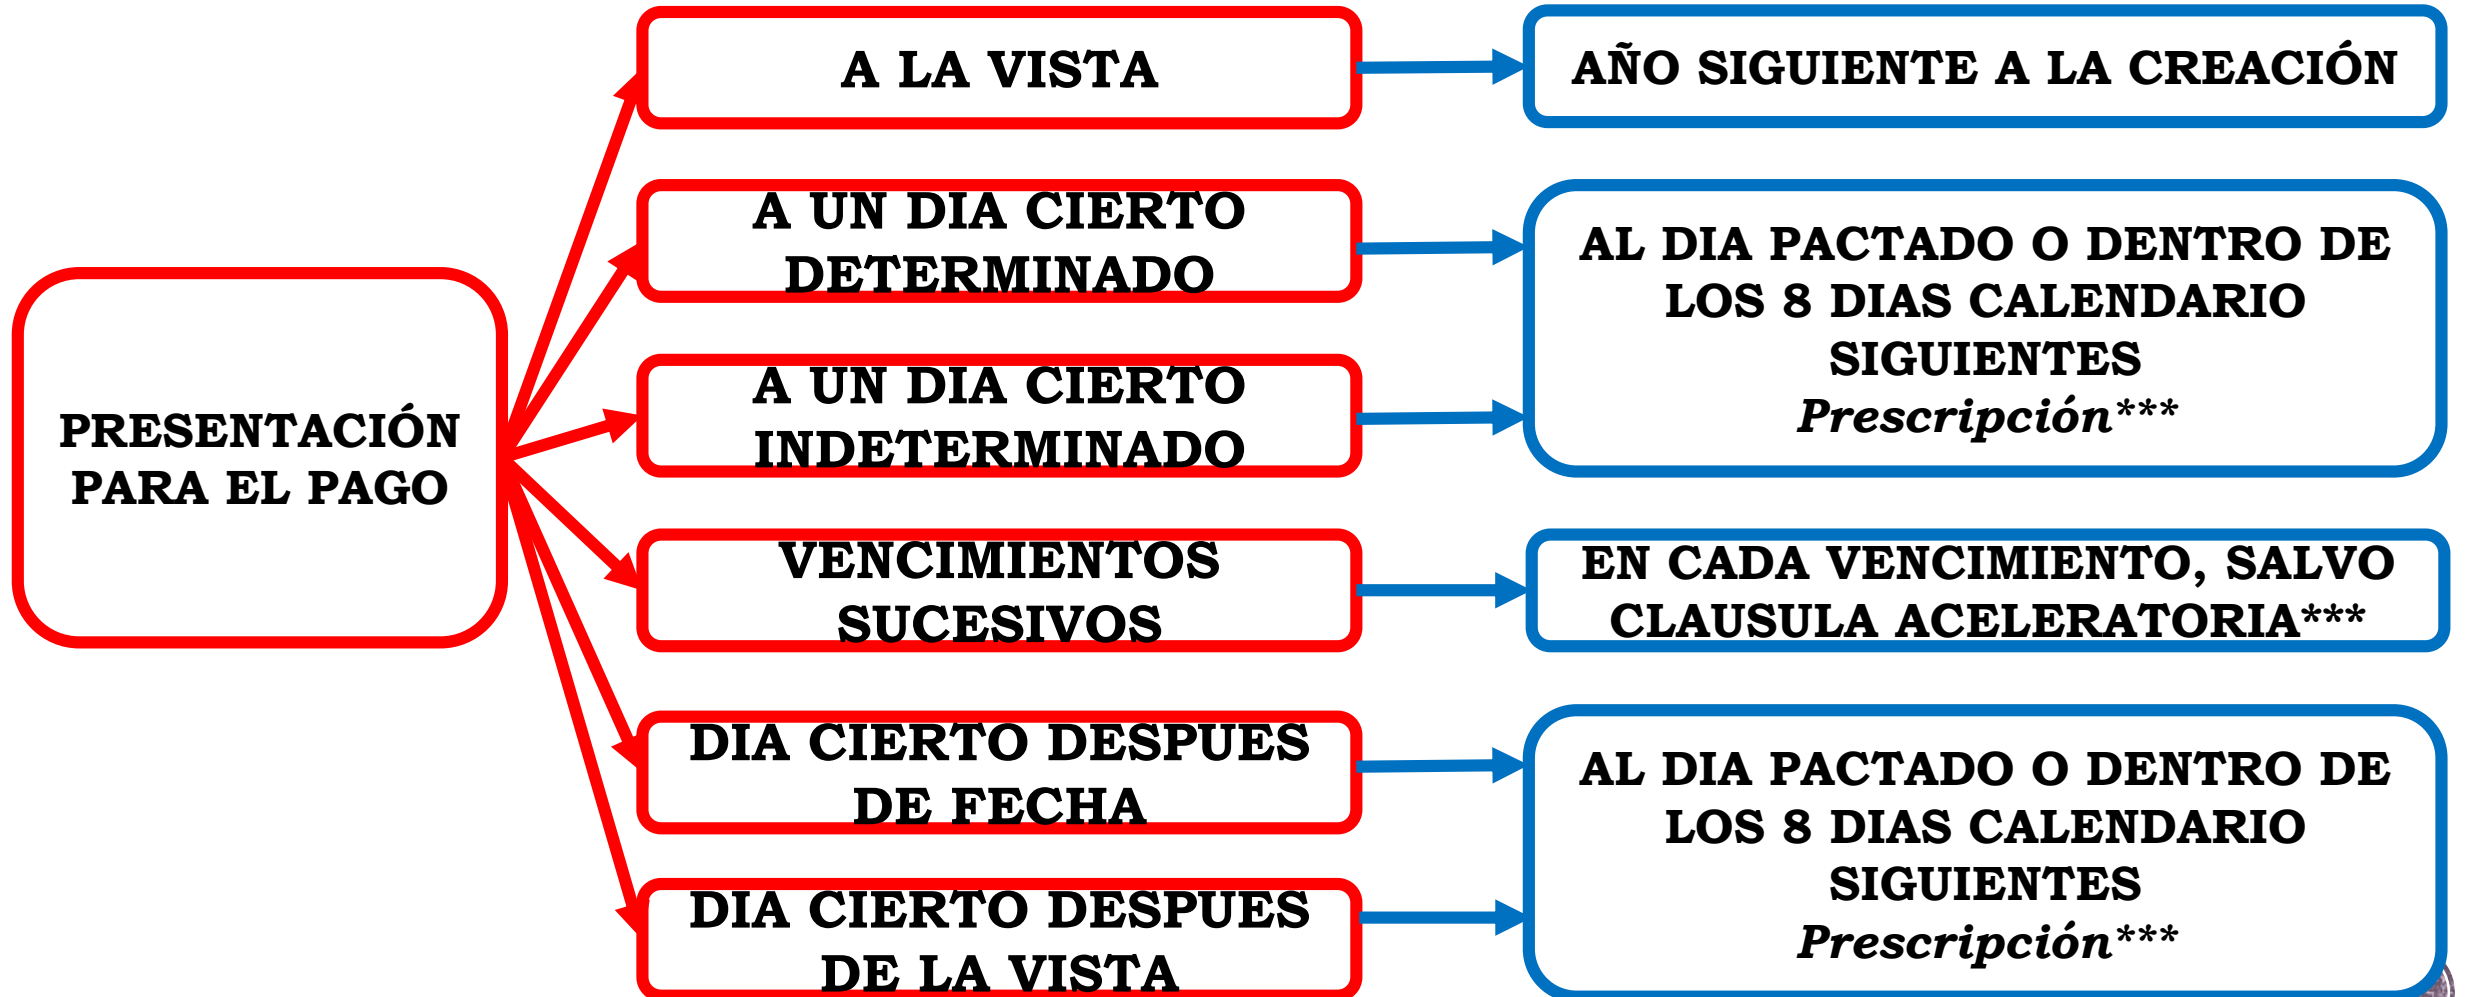 PRESENTACIÓN
PARA EL PAGO
A LA VISTA
AÑO SIGUIENTE A LA CREACIÓN
A UN DIA CIERTO
DETERMINADO
A UN DIA CIERTO
INDETERMINADO
AL DIA PACTADO O DENTRO DE
LOS 8 DIAS CALENDARIO
SIGUIENTES
Prescripción***
VENCIMIENTOS
SUCESIVOS
EN CADA VENCIMIENTO, SALVO
CLAUSULA ACELERATORIA***
DIA CIERTO DESPUES
DE FECHA
DIA CIERTO DESPUES
DE LA VISTA
AL DIA PACTADO O DENTRO DE
LOS 8 DIAS CALENDARIO
SIGUIENTES
Prescripción***